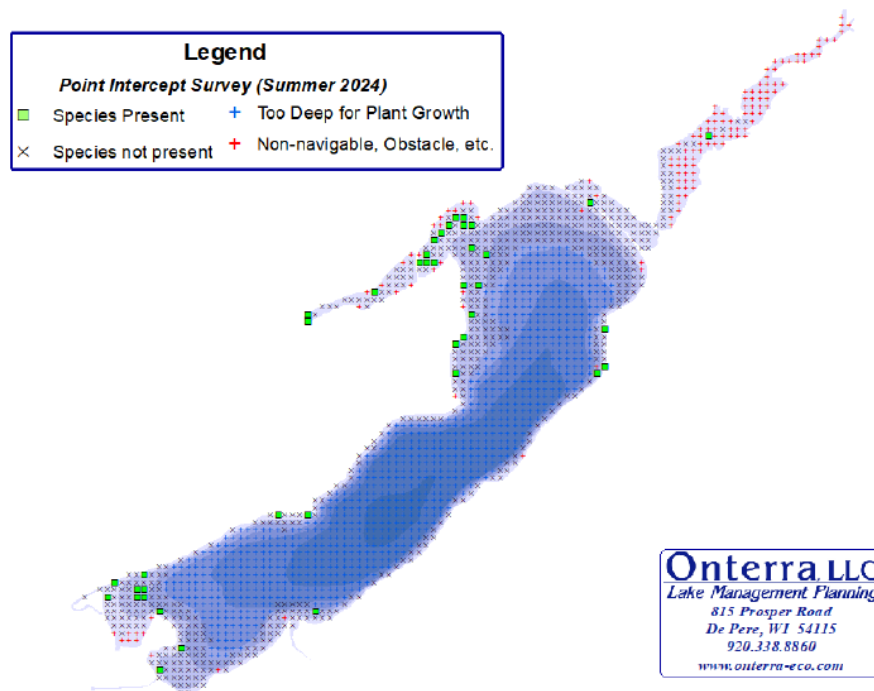 Legend
Point Intercept Survey (Summer 2024)
Species Present
Too Deep for Plant Growth
Species not present
Non-navigable, Obstacle, etc.
Onterra, LLC
Lake Management Planning
815 Prosper Road
De Pere, WI 54115
920.338.8860
www.onterra-eco.com